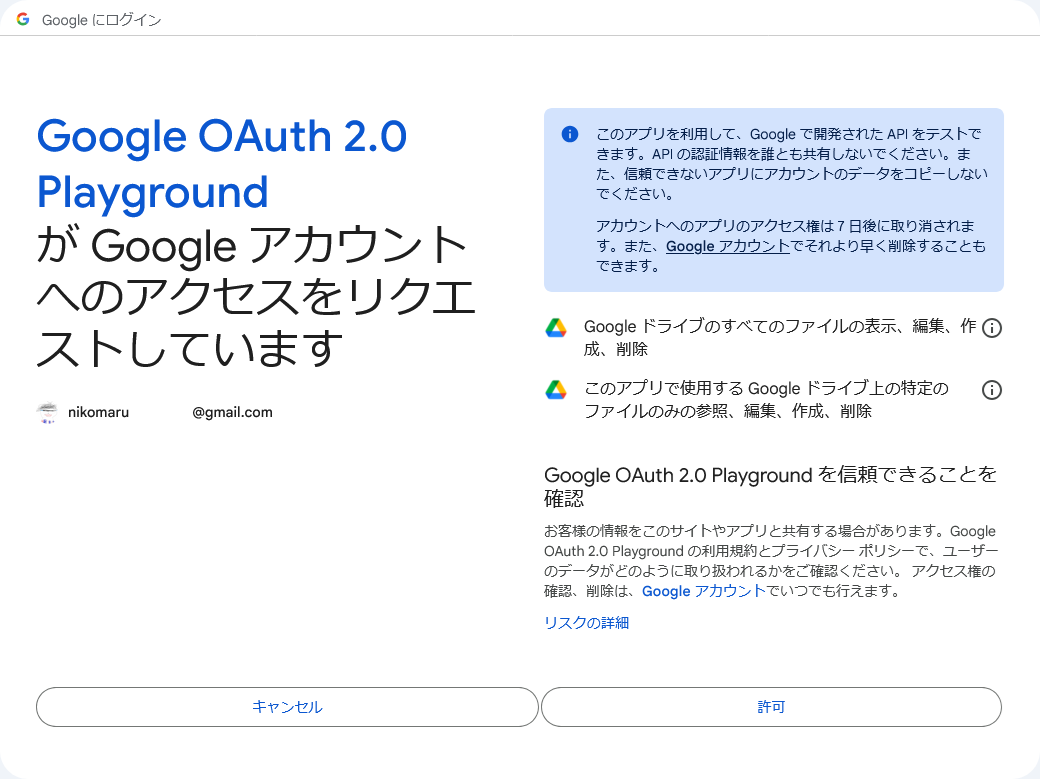 Google にログイン
Google OAuth 2.0
Playground
が Google アカウント
へのアクセスをリクエ
ストしています
nikomaru @gmail.com
このアプリを利用して、Google で開発された API をテストで
きます。API の認証情報を誰とも共有しないでください。ま
た、信頼できないアプリにアカウントのデータをコピーしない
でください。
アカウントへのアプリのアクセス権は 7 日後に取り消されま
す。また、Google アカウントでそれより早く削除することも
できます。
Google ドライブのすべてのファイルの表示、編集、作
成、削除
このアプリで使用する Google ドライブ上の特定の
ファイルのみの参照、編集、作成、削除
Google OAuth 2.0 Playground を信頼できることを
確認
お客様の情報をこのサイトやアプリと共有する場合があります。Google
OAuth 2.0 Playground の利用規約とプライバシー ポリシーで、ユーザー
のデータがどのように取り扱われるかをご確認ください。 アクセス権の
確認、削除は、Google アカウントでいつでも行えます。
リスクの詳細
キャンセル
許可